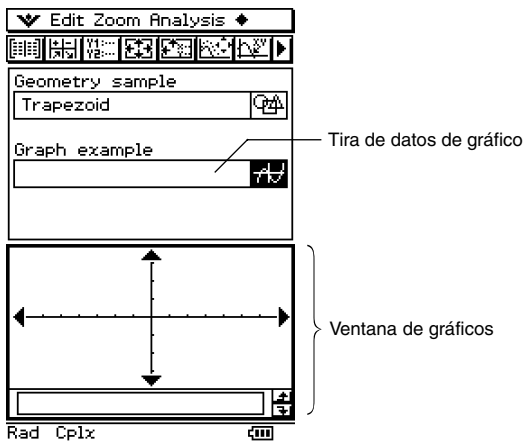 Edit Zoom Analysis
Geometry sample
Trapezoid
Tira de datos de gráfico
Graph example
Ventana de gráficos
Rad Cplx